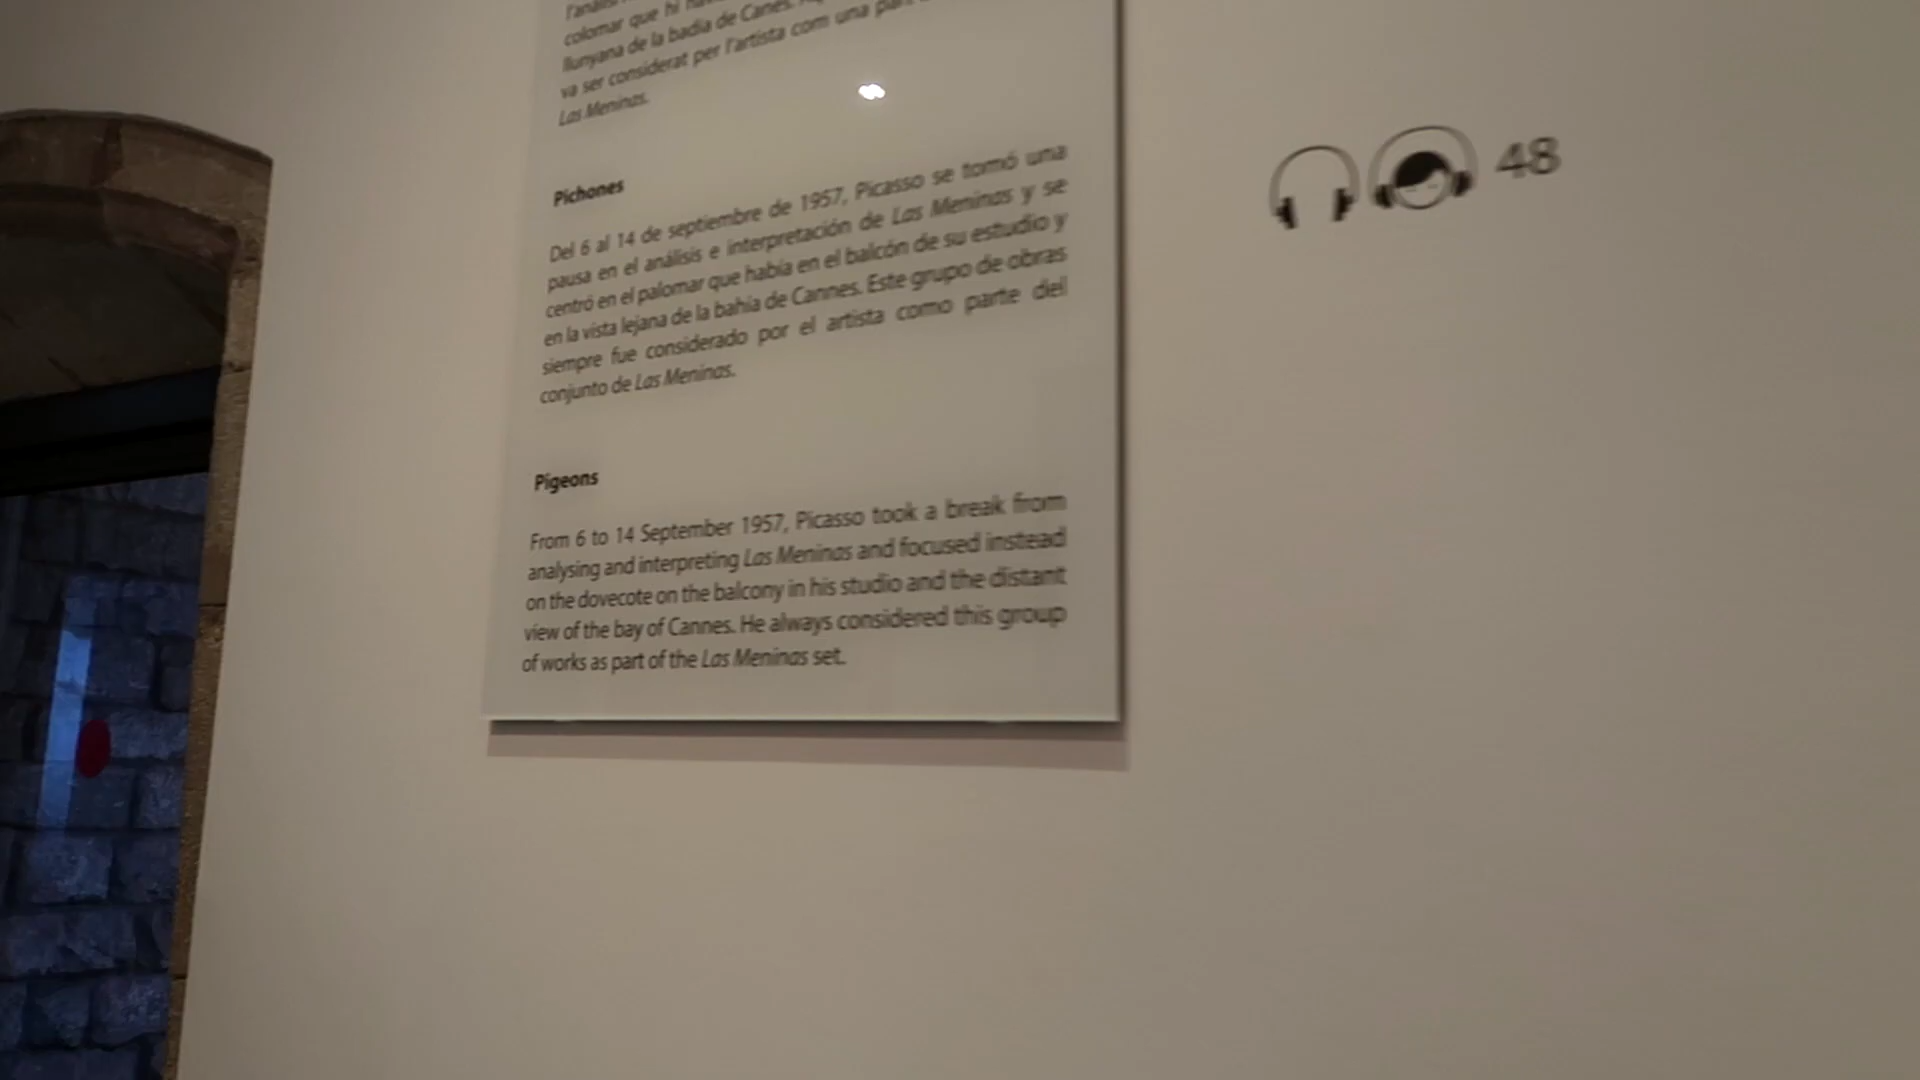 l'anàlisi
colomar que hi
llunyana de la badia de Canes.
va ser considerat per l'artista com una part
Las Meninas.
Pichones
Del 6 al 14 de septiembre de 1957, Picasso se tomó una
pausa en el análisis e interpretación de Las Meninas y se
centró en el palomar que había en el balcón de su estudio y
en la vista lejana de la bahía de Cannes. Este grupo de obras
siempre fue considerado por el artista como parte del
conjunto de Las Meninas.
Pigeons
From 6 to 14 September 1957, Picasso took a break from
analysing and interpreting Las Meninas and focused instead
on the dovecote on the balcony in his studio and the distant
view of the bay of Cannes. He always considered this group
of works as part of the Las Meninas set.
48